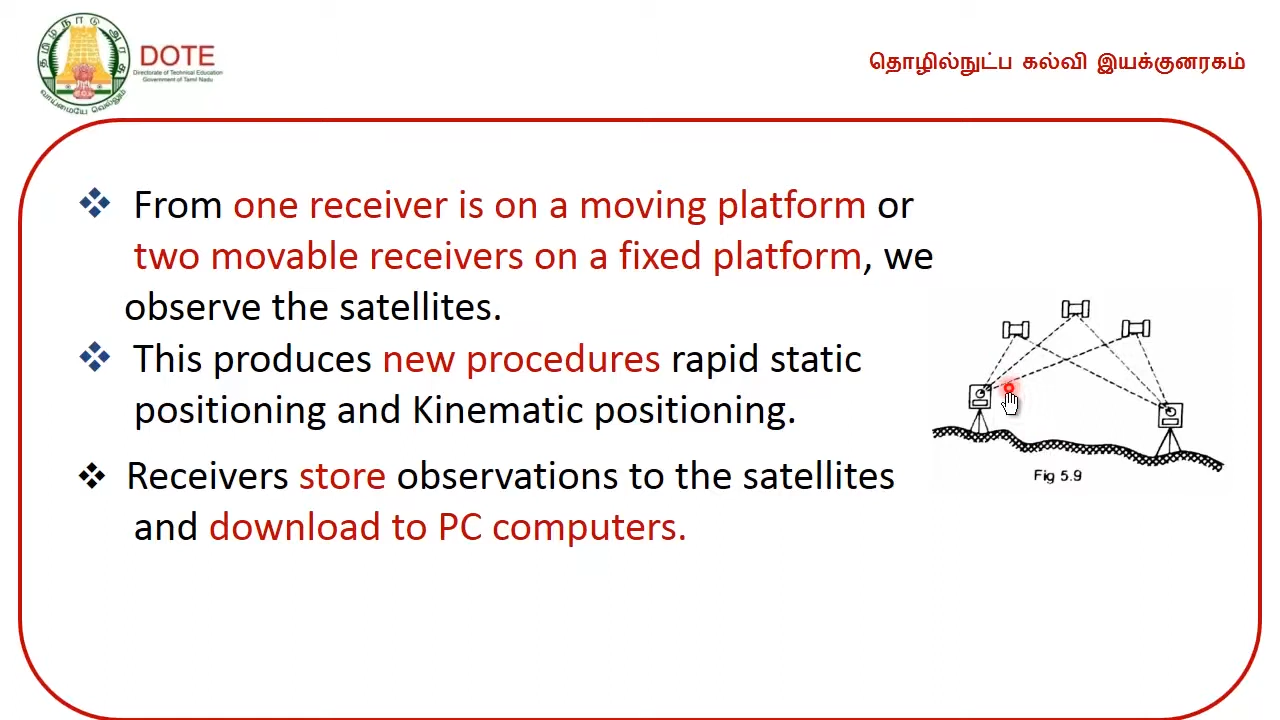 தமிழ்நாடு அரசு
வாய்மையே வெல்லும்
DOTE
Directorate of Technical Education
Government of Tamil Nadu
தொழில்நுட்ப கல்வி இயக்குனரகம்
❖ From one receiver is on a moving platform or
two movable receivers on a fixed platform, we
observe the satellites.
❖ This produces new procedures rapid static
positioning and Kinematic positioning.
❖ Receivers store observations to the satellites
and download to PC computers.
Fig 5.9